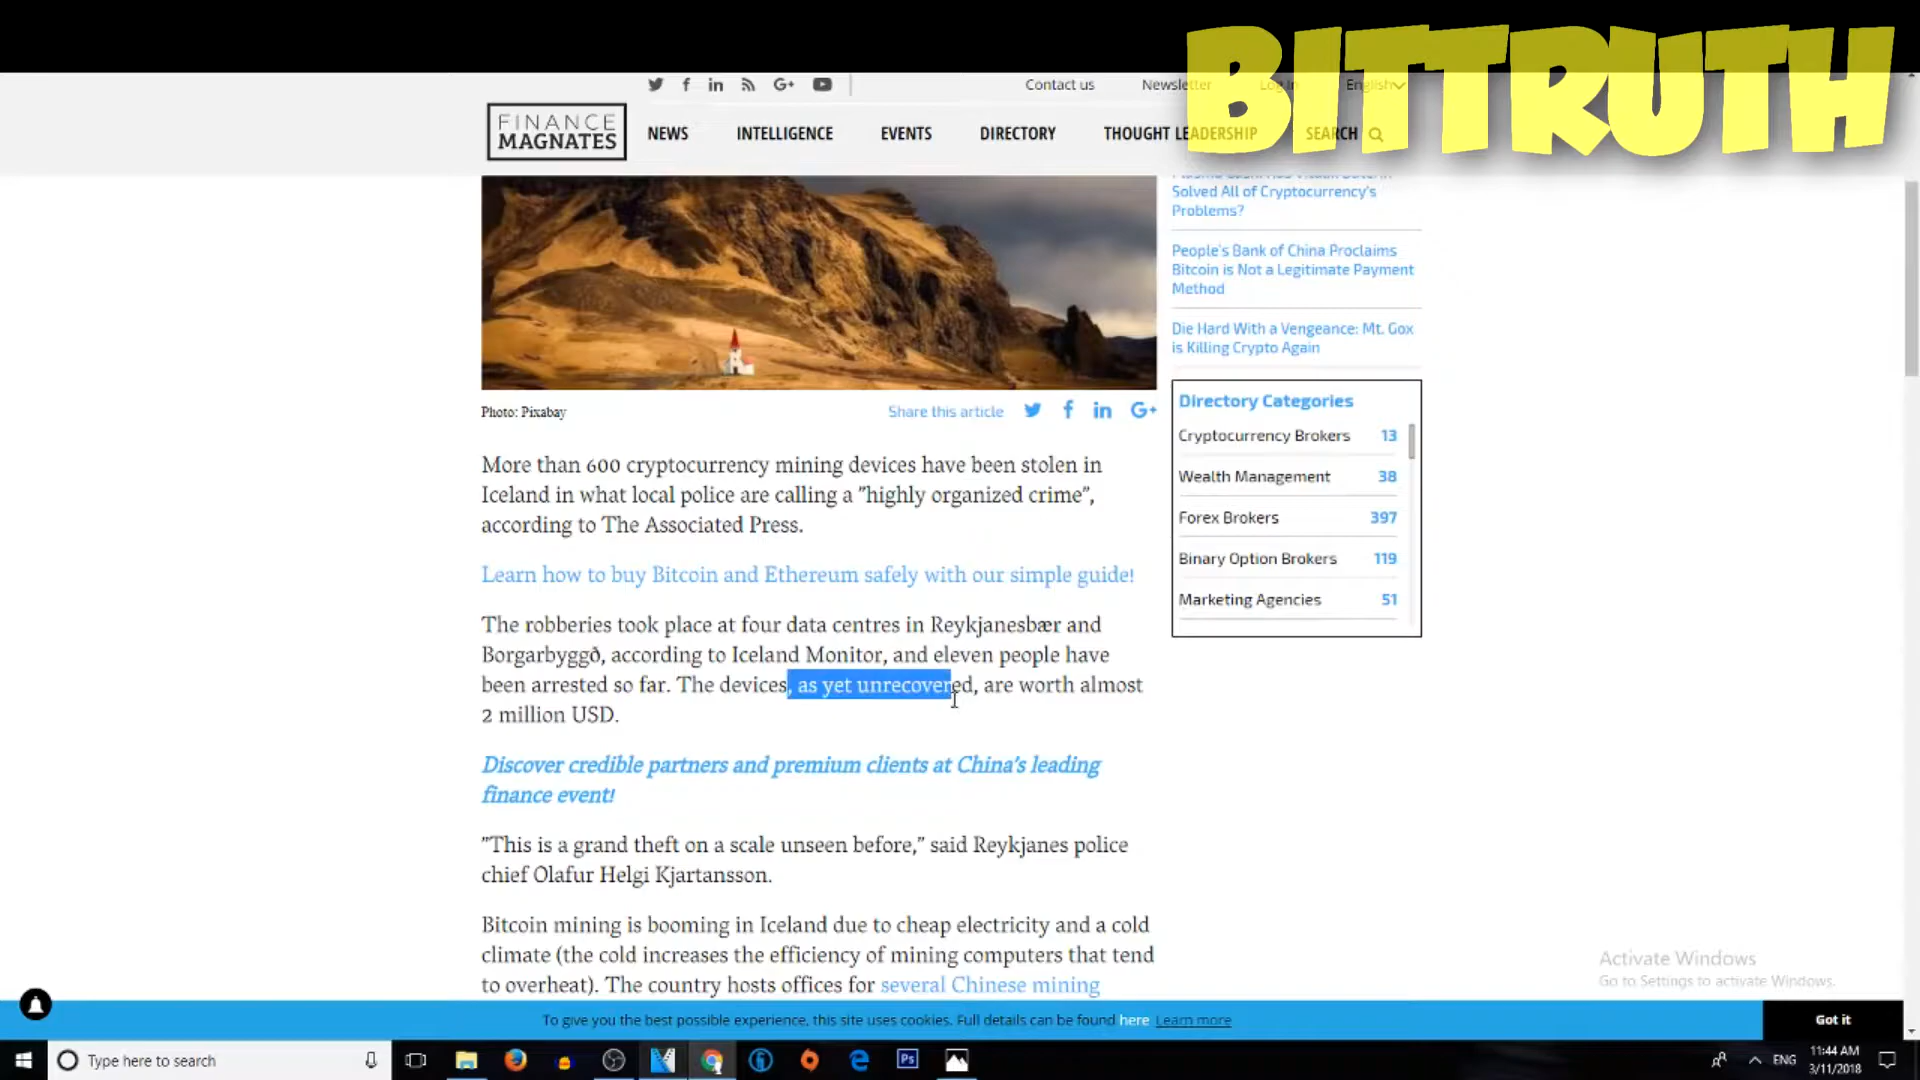 BITTRUTH
Contact us
Newsletter
Log In
English
FINANCE
MAGNATES
NEWS
INTELLIGENCE
EVENTS
DIRECTORY
THOUGHT LEADERSHIP
SEARCH
Solved All of Cryptocurrency's
Problems?
People's Bank of China Proclaims
Bitcoin is Not a Legitimate Payment
Method
Die Hard With a Vengeance: Mt. Gox
is Killing Crypto Again
Directory Categories
Cryptocurrency Brokers 13
Wealth Management 38
Forex Brokers 397
Binary Option Brokers 119
Marketing Agencies 51
Photo: Pixabay
Share this article
More than 600 cryptocurrency mining devices have been stolen in
Iceland in what local police are calling a "highly organized crime",
according to The Associated Press.
Learn how to buy Bitcoin and Ethereum safely with our simple guide!
The robberies took place at four data centres in Reykjanesbær and
Borgarbyggð, according to Iceland Monitor, and eleven people have
been arrested so far. The devices, as yet unrecovered, are worth almost
2 million USD.
Discover credible partners and premium clients at China's leading
finance event!
"This is a grand theft on a scale unseen before," said Reykjanes police
chief Olafur Helgi Kjartansson.
Bitcoin mining is booming in Iceland due to cheap electricity and a cold
climate (the cold increases the efficiency of mining computers that tend
to overheat). The country hosts offices for several Chinese mining
Activate Windows
Go to Settings to activate Windows.
To give you the best possible experience, this site uses cookies. Full details can be found here Learn more
Got it
Type here to search
ENG
11:44 AM
3/11/2018